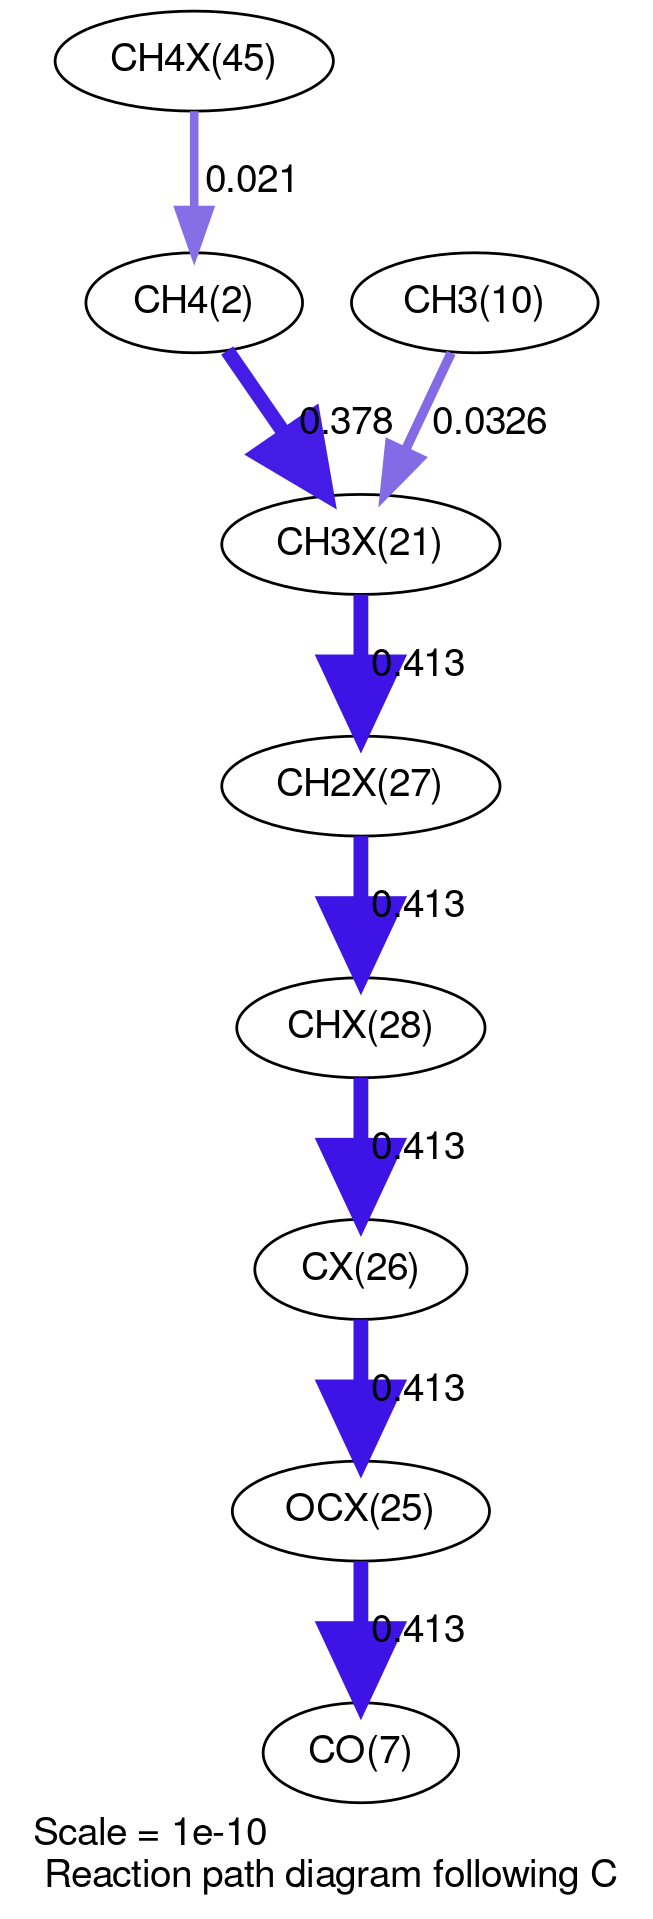 CH4X(45)
0.021
CH4(2)
CH3(10)
0.378
0.0326
CH3X(21)
0.413
CH2X(27)
0.413
CHX(28)
0.413
CX(26)
0.413
OCX(25)
0.413
CO(7)
Scale = 1e-10
Reaction path diagram following C